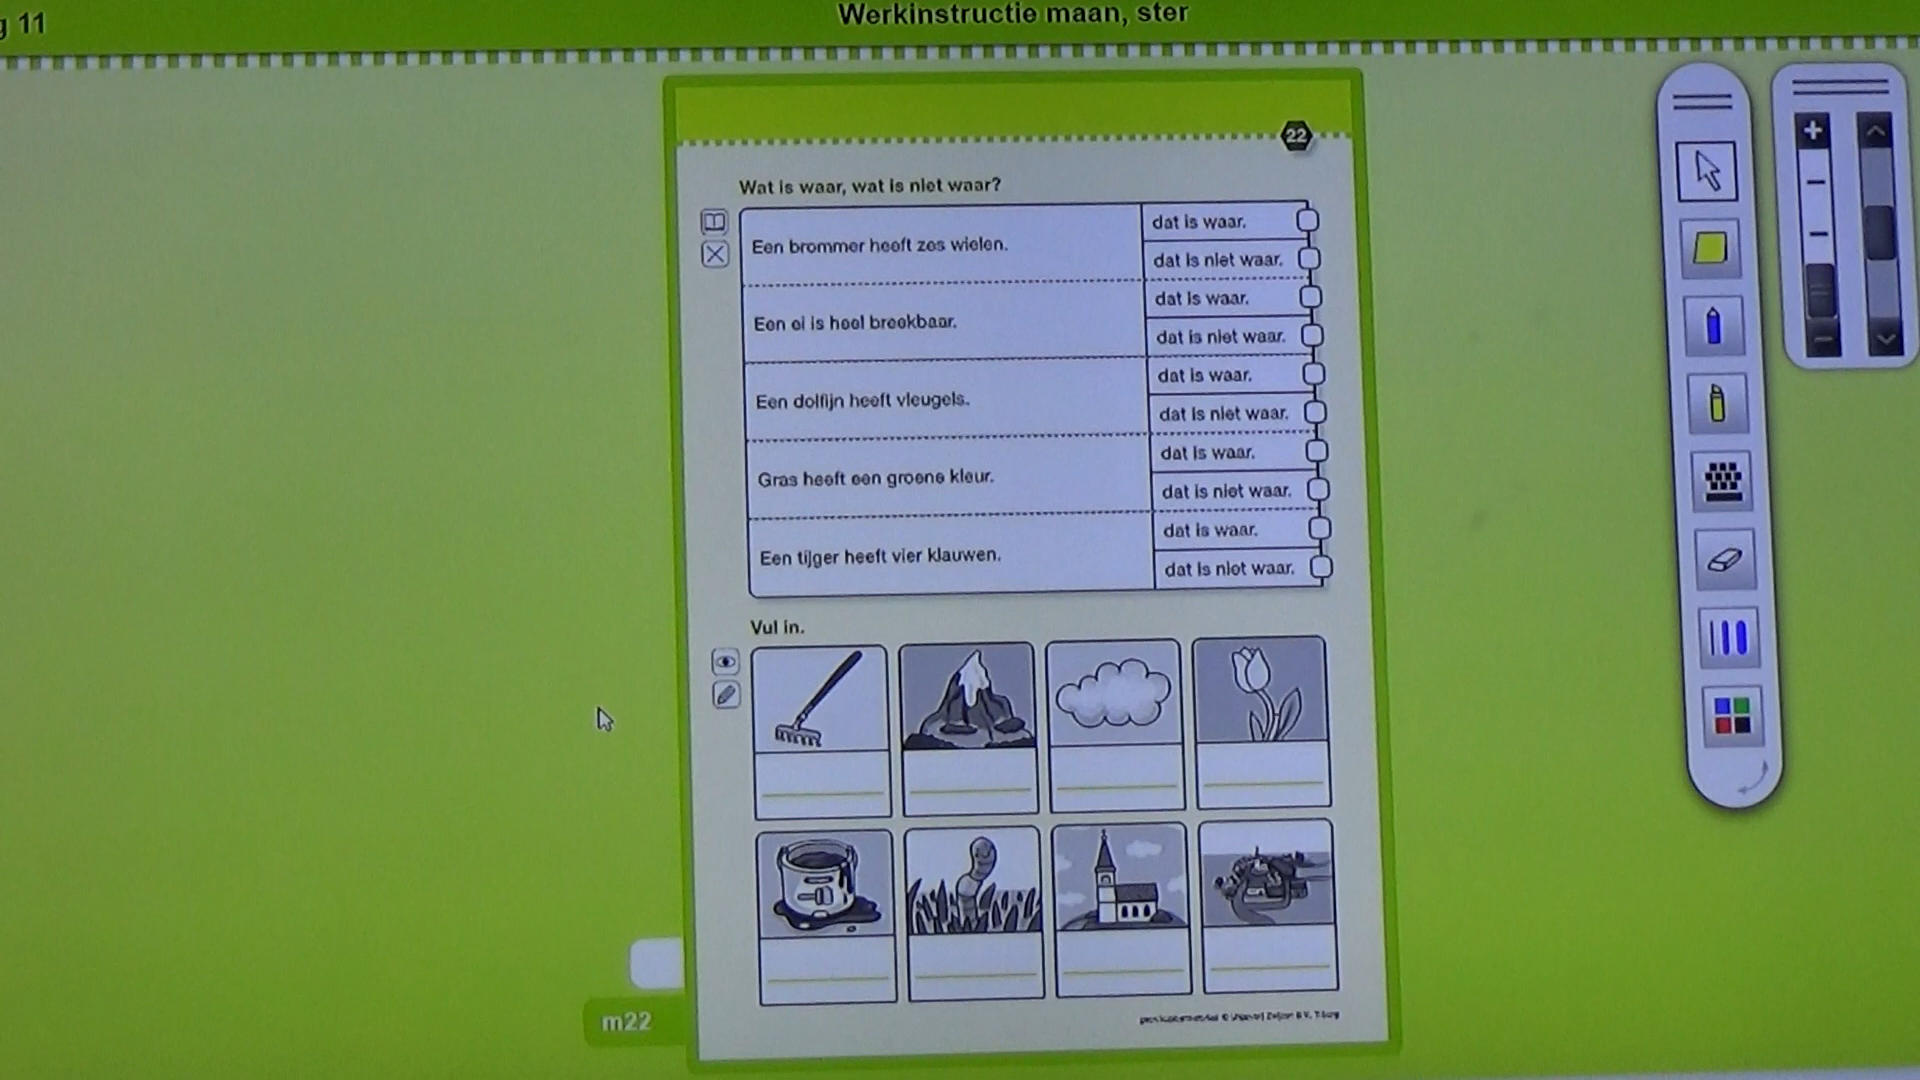 g 11
Werkinstructie maan, ster
22
Wat is waar, wat is niet waar?
Een brommer heeft zes wielen.
dat is waar.
dat is niet waar.
Een ei is heel breekbaar.
dat is waar.
dat is niet waar.
Een dolfijn heeft vleugels.
dat is waar.
dat is niet waar.
Gras heeft een groene kleur.
dat is waar.
dat is niet waar.
Een tijger heeft vier klauwen.
dat is waar.
dat is niet waar.
Vul in.
m22